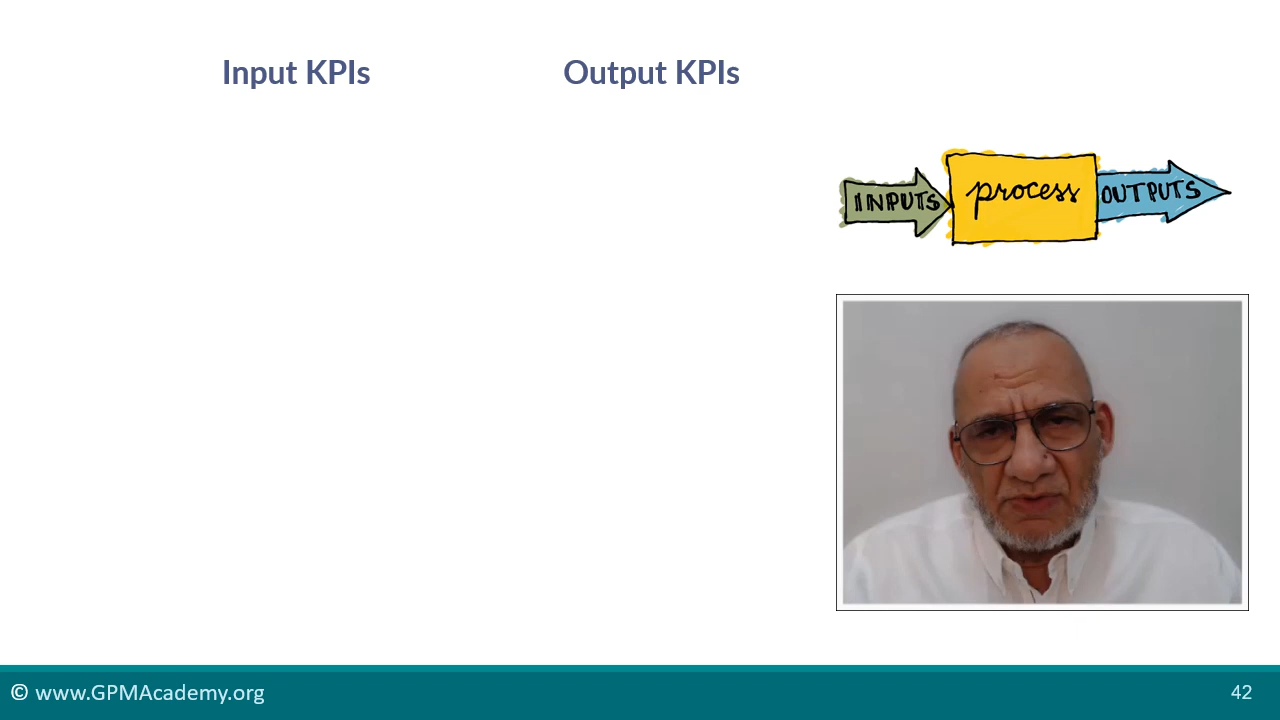 Input KPIs
Output KPIs
INPUTS
process
OUTPUTS
© www.GPMAcademy.org
42